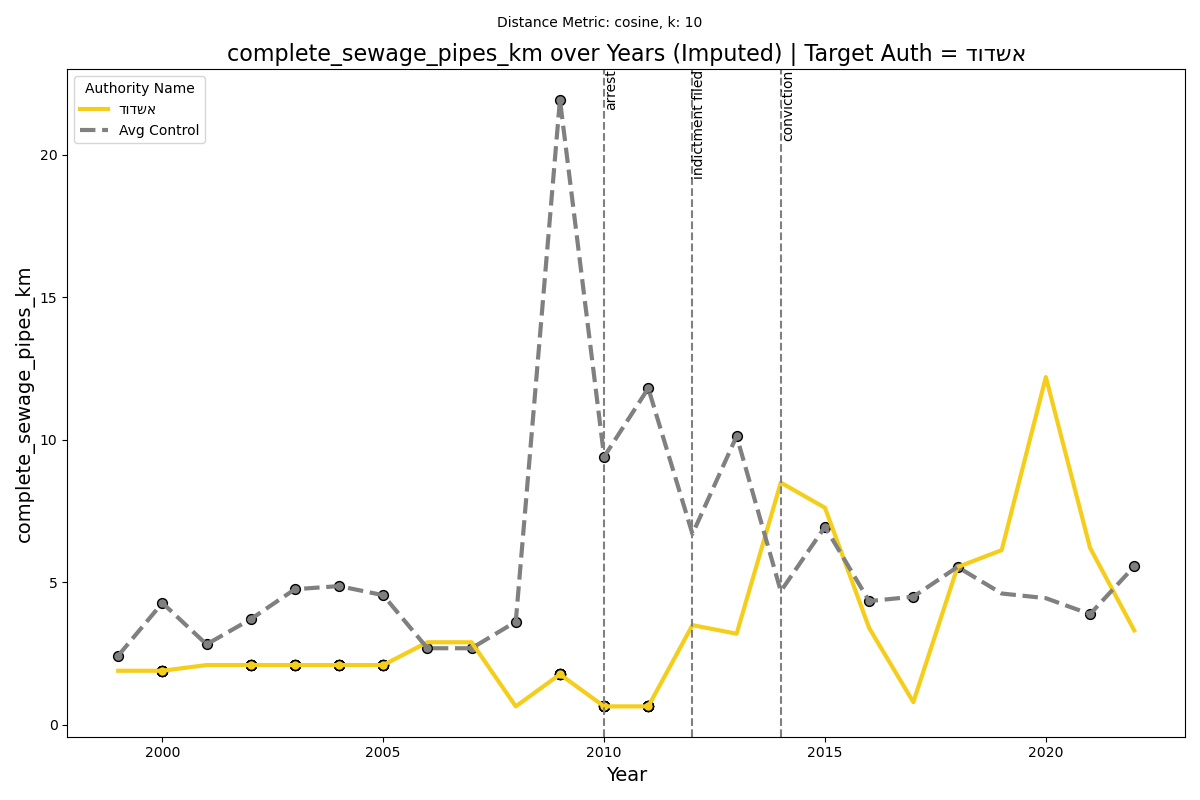 Distance Metric: cosine, k: 10
complete_sewage_pipes_km over Years (Imputed) | Target Auth = אשדוד
Authority Name
אשדוד
Avg Control
arrest
indictment filed
conviction
complete_sewage_pipes_km
20
15
10
5
0
2000
2005
2010
2015
2020
Year